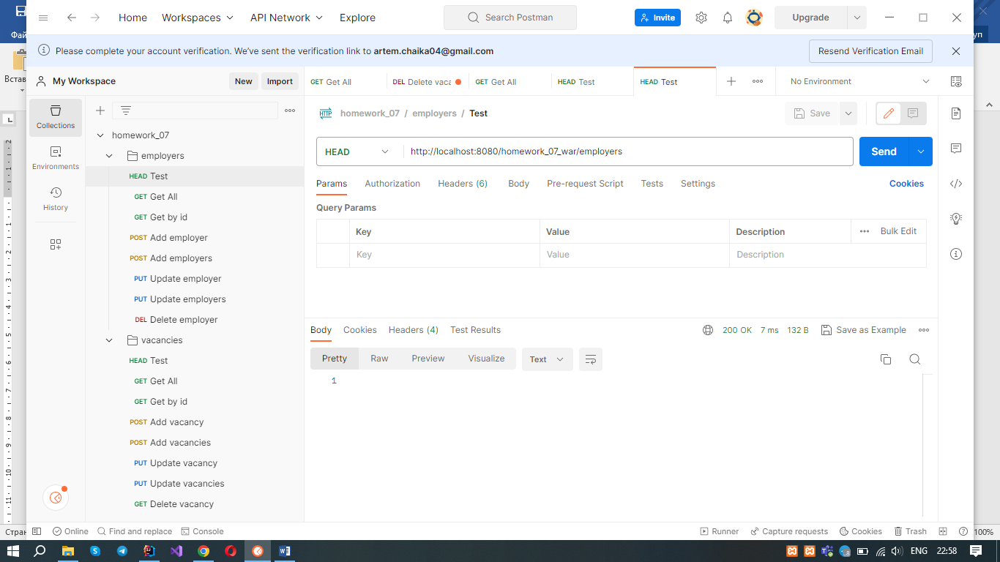 Home Workspaces API Network Explore Search Postman Invite Upgrade
Фай
уп
Please complete your account verification. We've sent the verification link to artem.chaika04@gmail.com Resend Verification Email
Встав
My Workspace New Import GET Get All DEL Delete vaca GET Get All HEAD Test HEAD Test No Environment
Collections
Environments
History
homework_07
employers
HEAD Test
GET Get All
GET Get by id
POST Add employer
POST Add employers
PUT Update employer
PUT Update employers
DEL Delete employer
vacancies
HEAD Test
GET Get All
GET Get by id
POST Add vacancy
POST Add vacancies
PUT Update vacancy
PUT Update vacancies
GET Delete vacancy
HTTP homework_07 / employers / Test Save
HEAD http://localhost:8080/homework_07_war/employers Send
Params Authorization Headers (6) Body Pre-request Script Tests Settings Cookies
Query Params
Key Value Description Bulk Edit
Key Value Description
Body Cookies Headers (4) Test Results 200 OK 7 ms 132 B Save as Example
Pretty Raw Preview Visualize Text
1
Стран
Online Find and replace Console Runner Capture requests Cookies Trash
100%
ENG 22:58